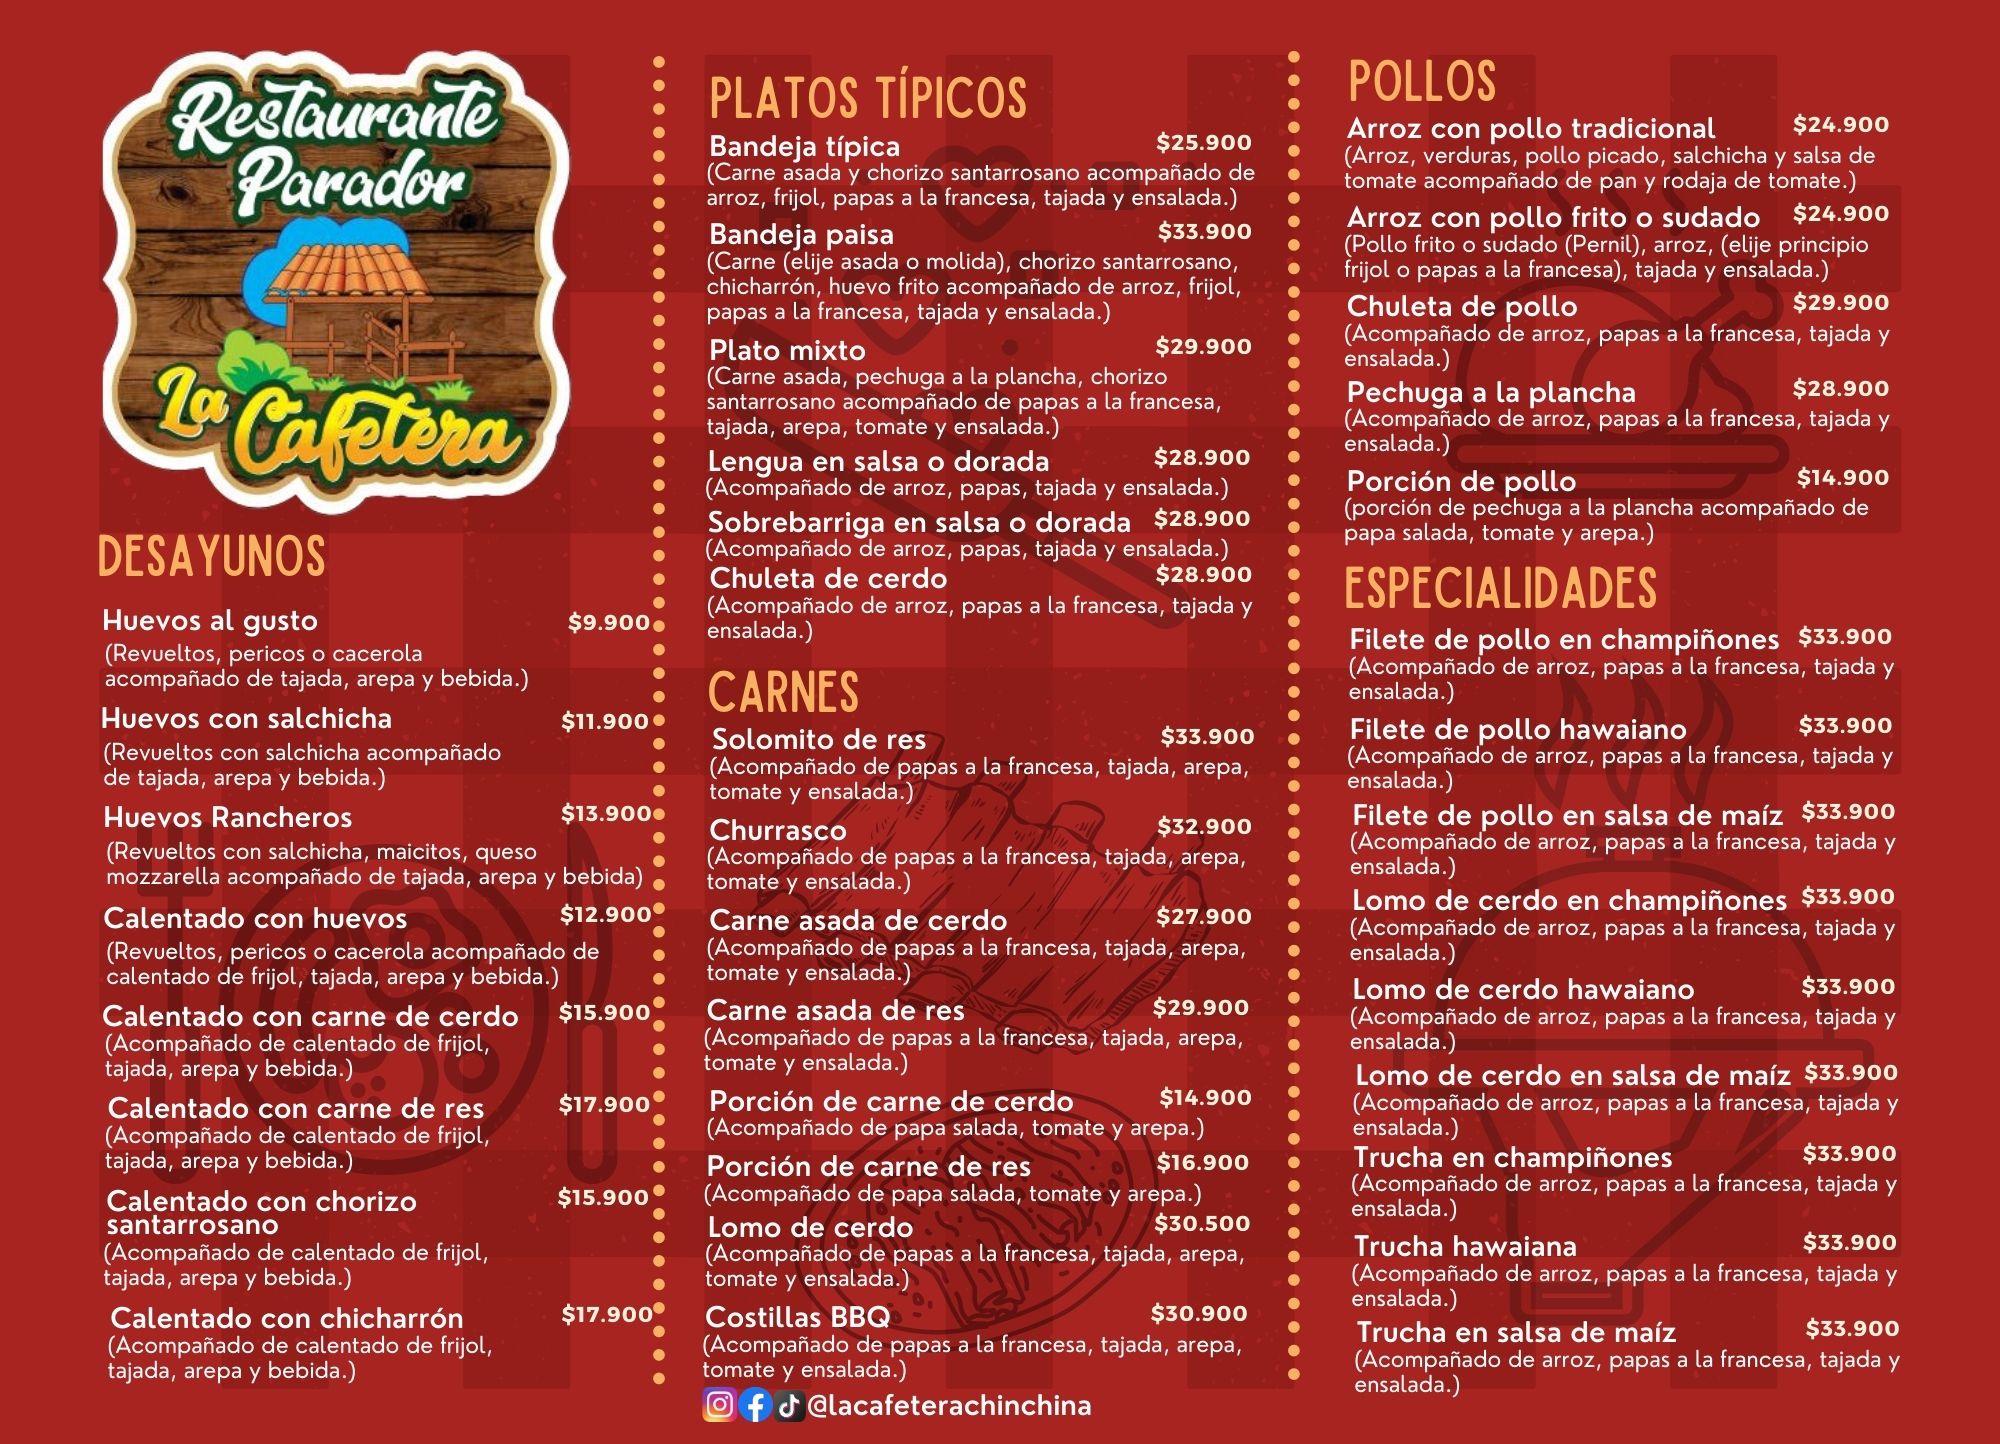 Restaurante
Parador
La Cafetera
DESAYUNOS
Huevos al gusto $9.900
(Revueltos, pericos o cacerola
acompañado de tajada, arepa y bebida.)
Huevos con salchicha $11.900
(Revueltos con salchicha acompañado
de tajada, arepa y bebida.)
Huevos Rancheros $13.900
(Revueltos con salchicha, maicitos, queso
mozzarella acompañado de tajada, arepa y bebida)
Calentado con huevos $12.900
(Revueltos, pericos o cacerola acompañado de
calentado de frijol, tajada, arepa y bebida.)
Calentado con carne de cerdo $15.900
(Acompañado de calentado de frijol,
tajada, arepa y bebida.)
Calentado con carne de res $17.900
(Acompañado de calentado de frijol,
tajada, arepa y bebida.)
Calentado con chorizo $15.900
santarrosano
(Acompañado de calentado de frijol,
tajada, arepa y bebida.)
Calentado con chicharrón $17.900
(Acompañado de calentado de frijol,
tajada, arepa y bebida.)
PLATOS TÍPICOS
Bandeja típica $25.900
(Carne asada y chorizo santarrosano acompañado de
arroz, frijol, papas a la francesa, tajada y ensalada.)
Bandeja paisa $33.900
(Carne (elije asada o molida), chorizo santarrosano,
chicharrón, huevo frito acompañado de arroz, frijol,
papas a la francesa, tajada y ensalada.)
Plato mixto $29.900
(Carne asada, pechuga a la plancha, chorizo
santarrosano acompañado de papas a la francesa,
tajada, arepa, tomate y ensalada.)
Lengua en salsa o dorada $28.900
(Acompañado de arroz, papas, tajada y ensalada.)
Sobrebarriga en salsa o dorada $28.900
(Acompañado de arroz, papas, tajada y ensalada.)
Chuleta de cerdo $28.900
(Acompañado de arroz, papas a la francesa, tajada y
ensalada.)
CARNES
Solomito de res $33.900
(Acompañado de papas a la francesa, tajada, arepa,
tomate y ensalada.)
Churrasco $32.900
(Acompañado de papas a la francesa, tajada, arepa,
tomate y ensalada.)
Carne asada de cerdo $27.900
(Acompañado de papas a la francesa, tajada, arepa,
tomate y ensalada.)
Carne asada de res $29.900
(Acompañado de papas a la francesa, tajada, arepa,
tomate y ensalada.)
Porción de carne de cerdo $14.900
(Acompañado de papa salada, tomate y arepa.)
Porción de carne de res $16.900
(Acompañado de papa salada, tomate y arepa.)
Lomo de cerdo $30.500
(Acompañado de papas a la francesa, tajada, arepa,
tomate y ensalada.)
Costillas BBQ $30.900
(Acompañado de papas a la francesa, tajada, arepa,
tomate y ensalada.)
@lacafeterachinchina
POLLOS
Arroz con pollo tradicional $24.900
(Arroz, verduras, pollo picado, salchicha y salsa de
tomate acompañado de pan y rodaja de tomate.)
Arroz con pollo frito o sudado $24.900
(Pollo frito o sudado (Pernil), arroz, (elije principio
frijol o papas a la francesa), tajada y ensalada.)
Chuleta de pollo $29.900
(Acompañado de arroz, papas a la francesa, tajada y
ensalada.)
Pechuga a la plancha $28.900
(Acompañado de arroz, papas a la francesa, tajada y
ensalada.)
Porción de pollo $14.900
(porción de pechuga a la plancha acompañado de
papa salada, tomate y arepa.)
ESPECIALIDADES
Filete de pollo en champiñones $33.900
(Acompañado de arroz, papas a la francesa, tajada y
ensalada.)
Filete de pollo hawaiano $33.900
(Acompañado de arroz, papas a la francesa, tajada y
ensalada.)
Filete de pollo en salsa de maíz $33.900
(Acompañado de arroz, papas a la francesa, tajada y
ensalada.)
Lomo de cerdo en champiñones $33.900
(Acompañado de arroz, papas a la francesa, tajada y
ensalada.)
Lomo de cerdo hawaiano $33.900
(Acompañado de arroz, papas a la francesa, tajada y
ensalada.)
Lomo de cerdo en salsa de maíz $33.900
(Acompañado de arroz, papas a la francesa, tajada y
ensalada.)
Trucha en champiñones $33.900
(Acompañado de arroz, papas a la francesa, tajada y
ensalada.)
Trucha hawaiana $33.900
(Acompañado de arroz, papas a la francesa, tajada y
ensalada.)
Trucha en salsa de maíz $33.900
(Acompañado de arroz, papas a la francesa, tajada y
ensalada.)